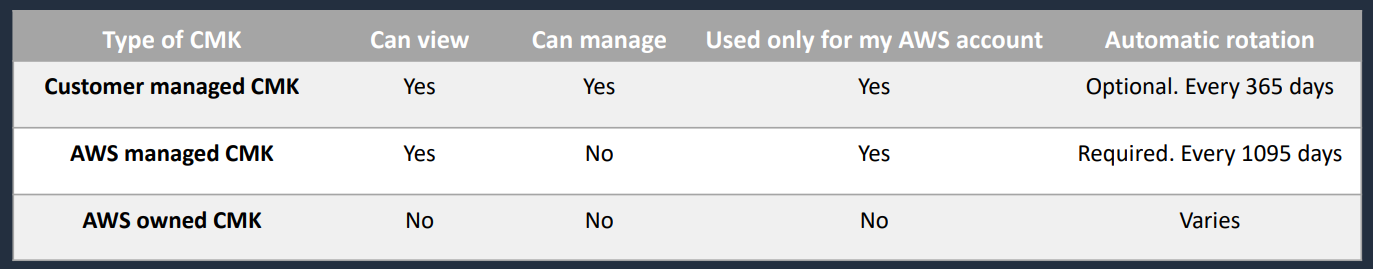 Type of CMK Can view Can manage Used only for my AWS account Automatic rotation
Customer managed CMK Yes Yes Yes Optional. Every 365 days
AWS managed CMK Yes No Yes Required. Every 1095 days
AWS owned CMK No No No Varies